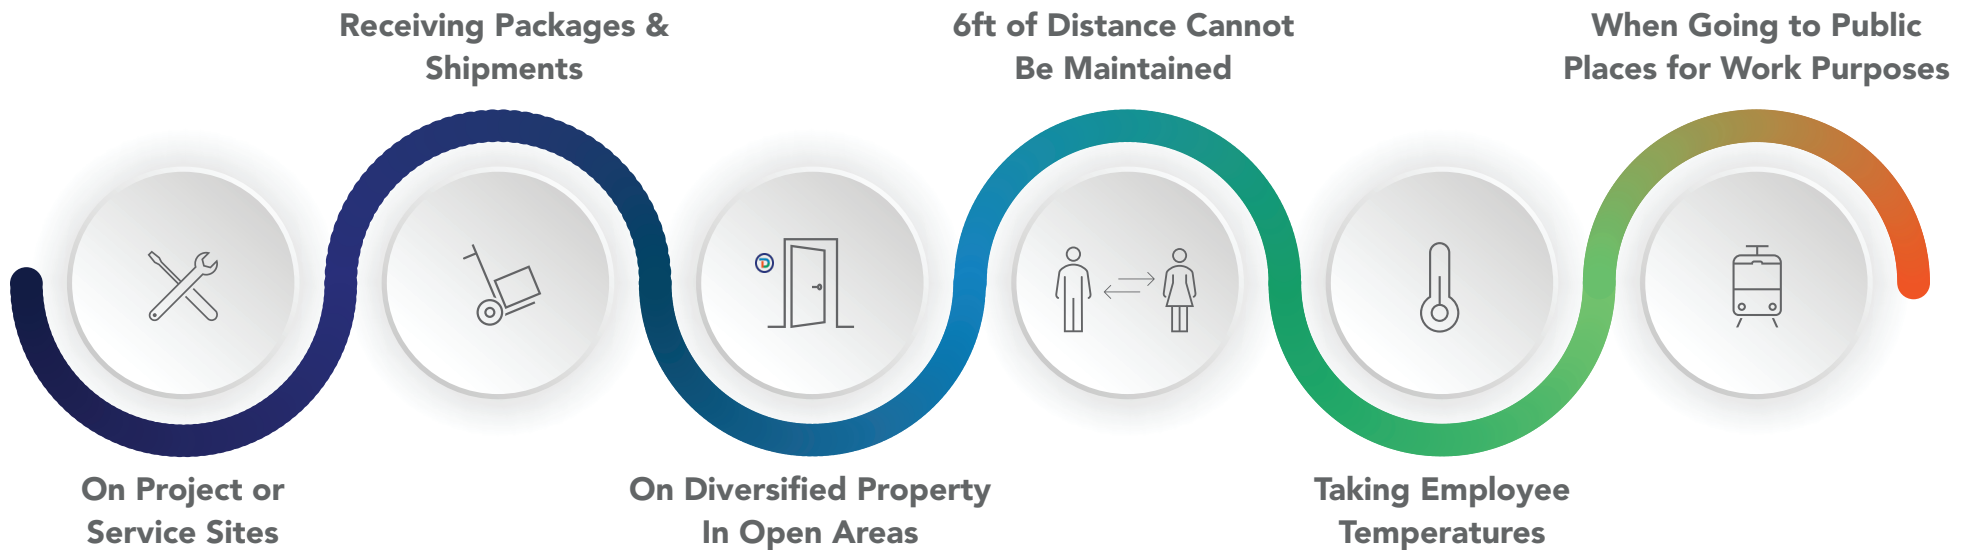 Receiving Packages &
Shipments
6ft of Distance Cannot
Be Maintained
When Going to Public
Places for Work Purposes
On Project or
Service Sites
On Diversified Property
In Open Areas
Taking Employee
Temperatures